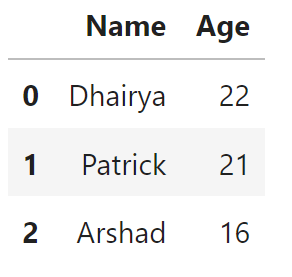 Name Age
0 Dhairya 22
1 Patrick 21
2 Arshad 16